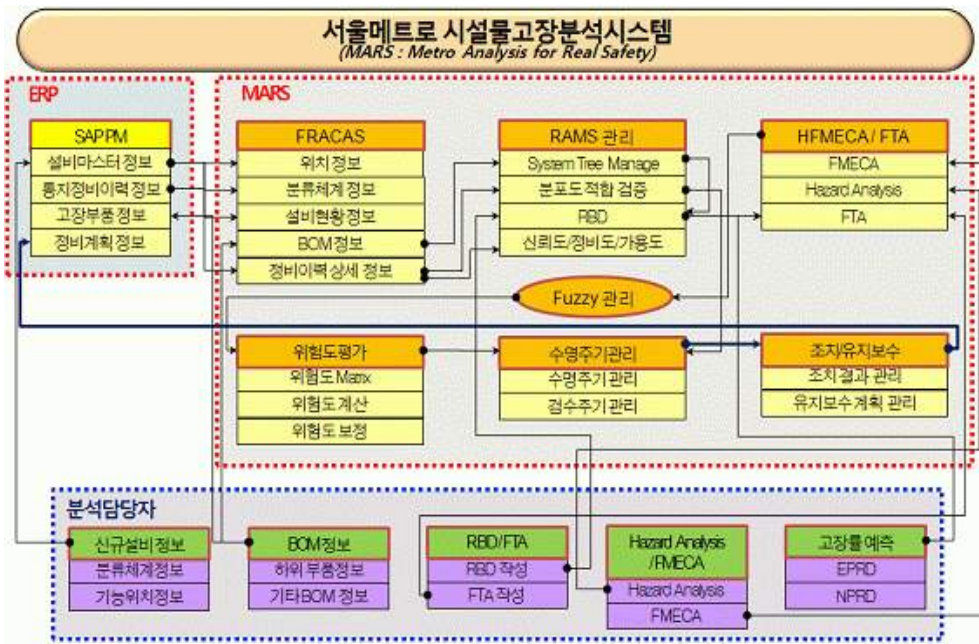 서울메트로 시설물고장분석시스템
(MARS : Metro Analysis for Real Safety)
ERP
SAPPM
설비마스터 정보
통지정비이력 정보
고장부품 정보
정비계획 정보
MARS
FRACAS
위치 정보
분류체계 정보
설비현황정보
BOM 정보
정비이력 상세 정보
RAMS 관리
System Tree Manage
분포도적합 검증
RBD
신뢰도/정비도/가용도
HFMECA / FTA
FMECA
Hazard Analysis
FTA
Fuzzy 관리
위험도평가
위험도 Matrix
위험도 계산
위험도 보정
수명주기관리
수명주기 관리
검수주기 관리
조치/유지보수
조치 결과 관리
유지보수 계획 관리
분석담당자
신규설비 정보
분류체계정보
기능위치정보
BOM 정보
하위 부품정보
기타 BOM 정보
RBD/FTA
RBD 작성
FTA 작성
Hazard Analysis
/FMECA
Hazard Analysis
FMECA
고장률 예측
EPRD
NPRD